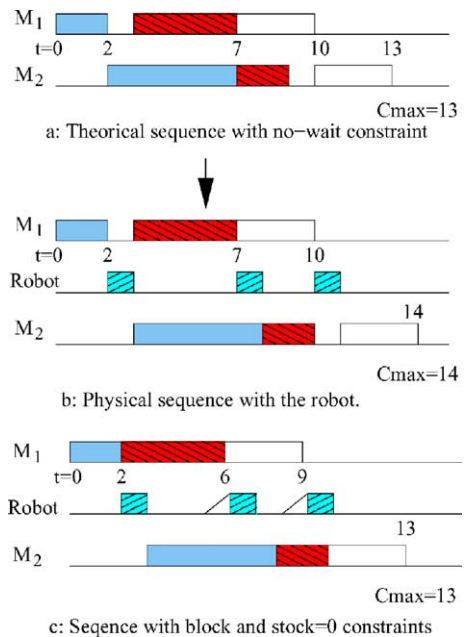 M1
t=0 2 7 10 13
M2
Cmax=13
a: Theorical sequence with no-wait constraint
M1
t=0 2 7 10
Robot
14
M2
Cmax=14
b: Physical sequence with the robot.
M1
t=0 2 6 9
Robot
13
M2
Cmax=13
c: Seqence with block and stock=0 constraints